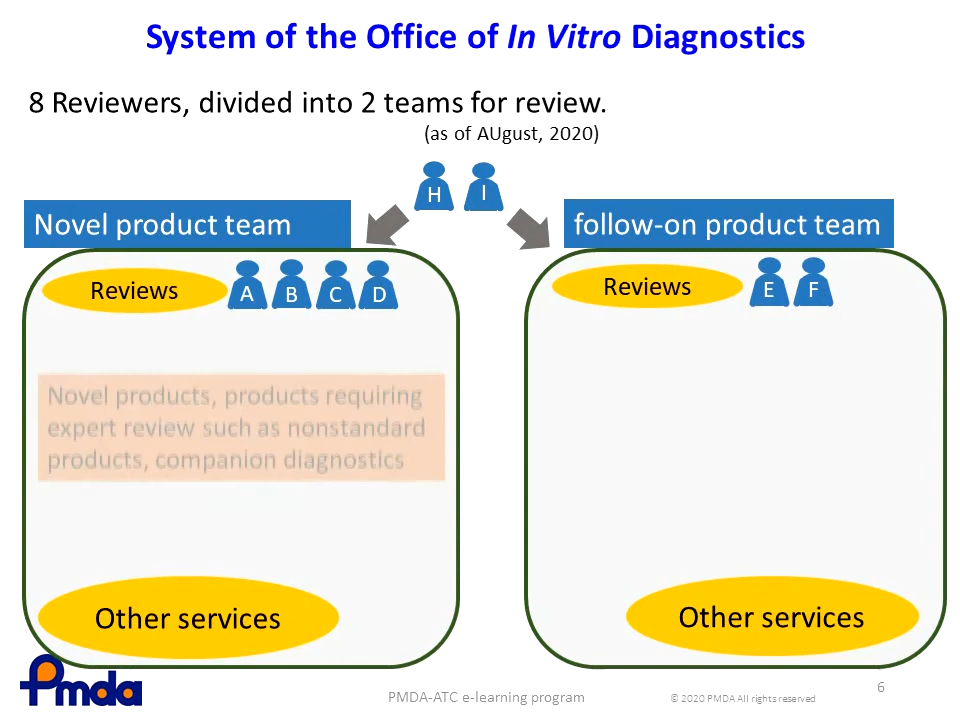 System of the Office of In Vitro Diagnostics
8 Reviewers, divided into 2 teams for review.
(as of AUgust, 2020)
H I
Novel product team
Reviews
A B C D
Novel products, products requiring
expert review such as nonstandard
products, companion diagnostics
Other services
follow-on product team
Reviews
E F
Other services
Pmda
PMDA-ATC e-learning program
© 2020 PMDA All rights reserved
6